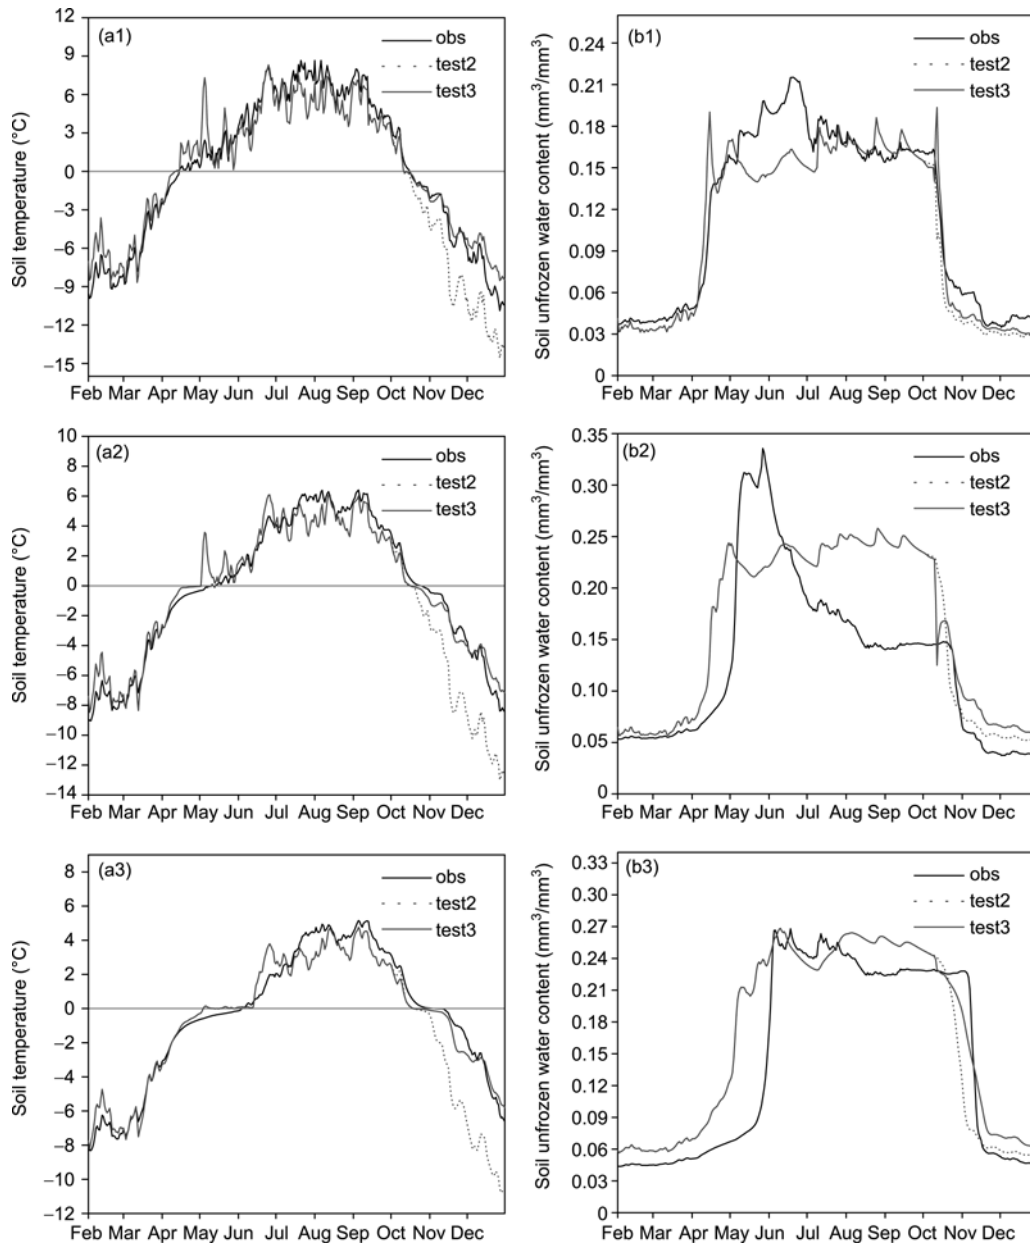 (a1)
obs
test2
test3
Soil temperature (°C)
12
9
6
3
0
−3
−6
−9
−12
−15
Feb Mar Apr May Jun Jul Aug Sep Oct Nov Dec
(b1)
obs
test2
test3
Soil unfrozen water content (mm³/mm³)
0.24
0.21
0.18
0.15
0.12
0.09
0.06
0.03
0
Feb Mar Apr May Jun Jul Aug Sep Oct Nov Dec
(a2)
obs
test2
test3
Soil temperature (°C)
10
8
6
4
2
0
−2
−4
−6
−8
−10
−12
−14
Feb Mar Apr May Jun Jul Aug Sep Oct Nov Dec
(b2)
obs
test2
test3
Soil unfrozen water content (mm³/mm³)
0.35
0.30
0.25
0.20
0.15
0.10
0.05
0
Feb Mar Apr May Jun Jul Aug Sep Oct Nov Dec
(a3)
obs
test2
test3
Soil temperature (°C)
8
6
4
2
0
−2
−4
−6
−8
−10
−12
Feb Mar Apr May Jun Jul Aug Sep Oct Nov Dec
(b3)
obs
test2
test3
Soil unfrozen water content (mm³/mm³)
0.33
0.30
0.27
0.24
0.21
0.18
0.15
0.12
0.09
0.06
0.03
0
Feb Mar Apr May Jun Jul Aug Sep Oct Nov Dec